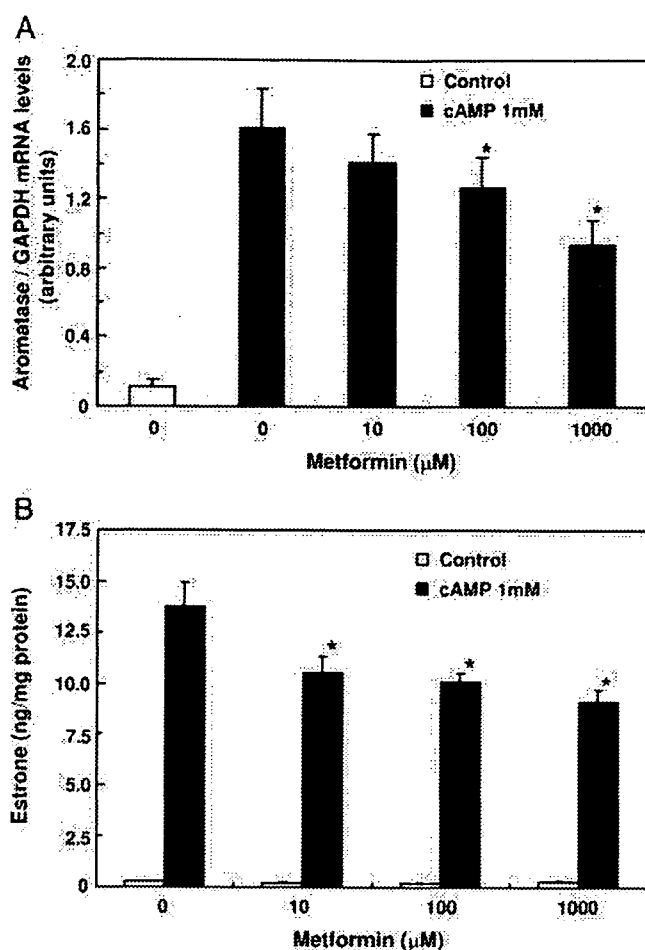 A
Aromatase / GAPDH mRNA levels
(arbitrary units)
2.0
1.6
1.2
0.8
0.4
0
Control
cAMP 1mM
*
*
0
0
10
100
1000
Metformin (μM)
B
Estrone (ng/mg protein)
17.5
15.0
12.5
10.0
7.5
5.0
2.5
0
Control
cAMP 1mM
*
*
*
0
10
100
1000
Metformin (μM)